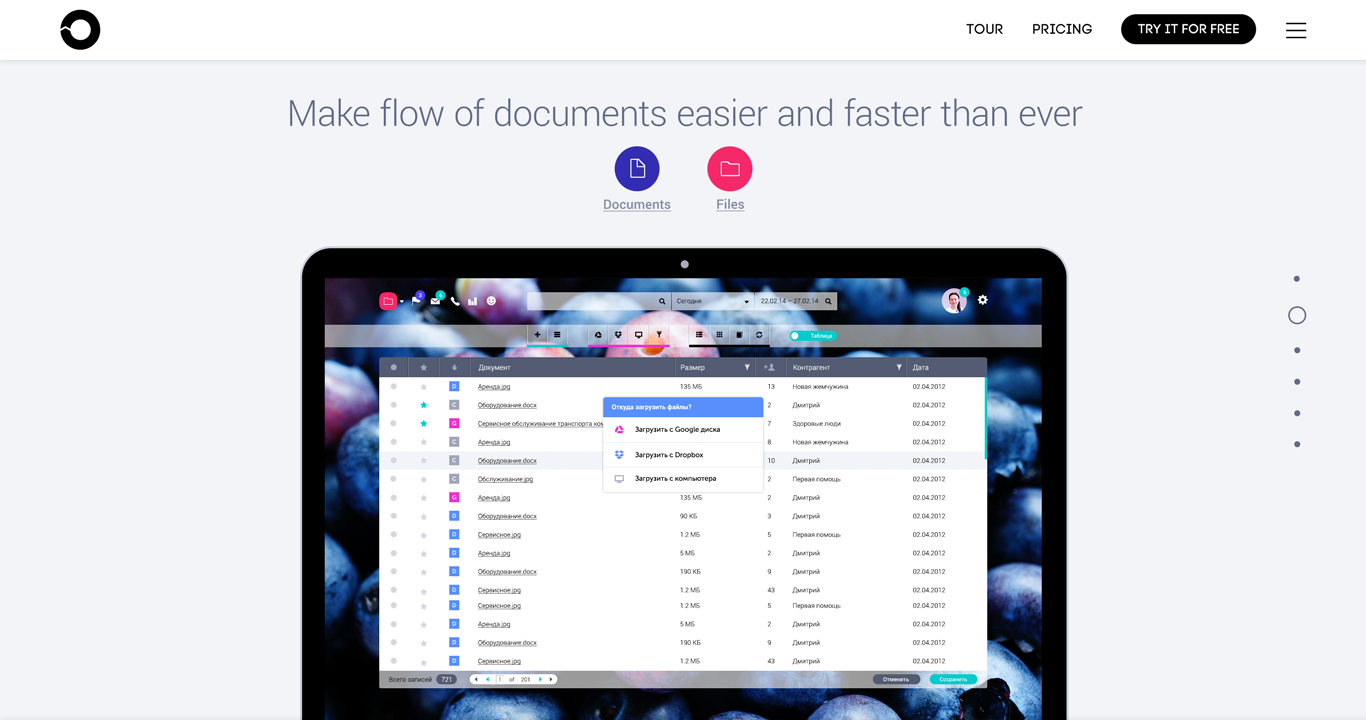 TOUR PRICING TRY IT FOR FREE
Make flow of documents easier and faster than ever
Documents Files
3 5 Сегодня 22.02.14 – 27.02.14 5
Таблица
Документ Размер Контрагент Дата
D Аренда.jpg 135 МБ 13 Новая жемчужина 02.04.2012
C Оборудование.docx 2 Дмитрий 02.04.2012
G Сервисное обслуживание транспорта ком 7 Здоровые люди 02.04.2012
C Аренда.jpg 8 Новая жемчужина 02.04.2012
C Оборудование.docx 10 Дмитрий 02.04.2012
C Обслуживание.jpg 2 Первая помощь 02.04.2012
Откуда загрузить файлы?
Загрузить с Google диска
Загрузить с Dropbox
Загрузить с компьютера
G Аренда.jpg 135 МБ 2 Дмитрий 02.04.2012
D Оборудование.docx 90 КБ 3 Дмитрий 02.04.2012
D Сервисное.jpg 1.2 МБ 5 Первая помощь 02.04.2012
D Аренда.jpg 5 МБ 2 Дмитрий 02.04.2012
D Оборудование.docx 190 КБ 9 Дмитрий 02.04.2012
D Сервисное.jpg 1.2 МБ 43 Дмитрий 02.04.2012
D Сервисное.jpg 1.2 МБ 5 Первая помощь 02.04.2012
D Аренда.jpg 5 МБ 2 Дмитрий 02.04.2012
D Оборудование.docx 190 КБ 9 Дмитрий 02.04.2012
D Сервисное.jpg 1.2 МБ 43 Дмитрий 02.04.2012
Всего записей 721 1 of 201 Отменить Сохранить